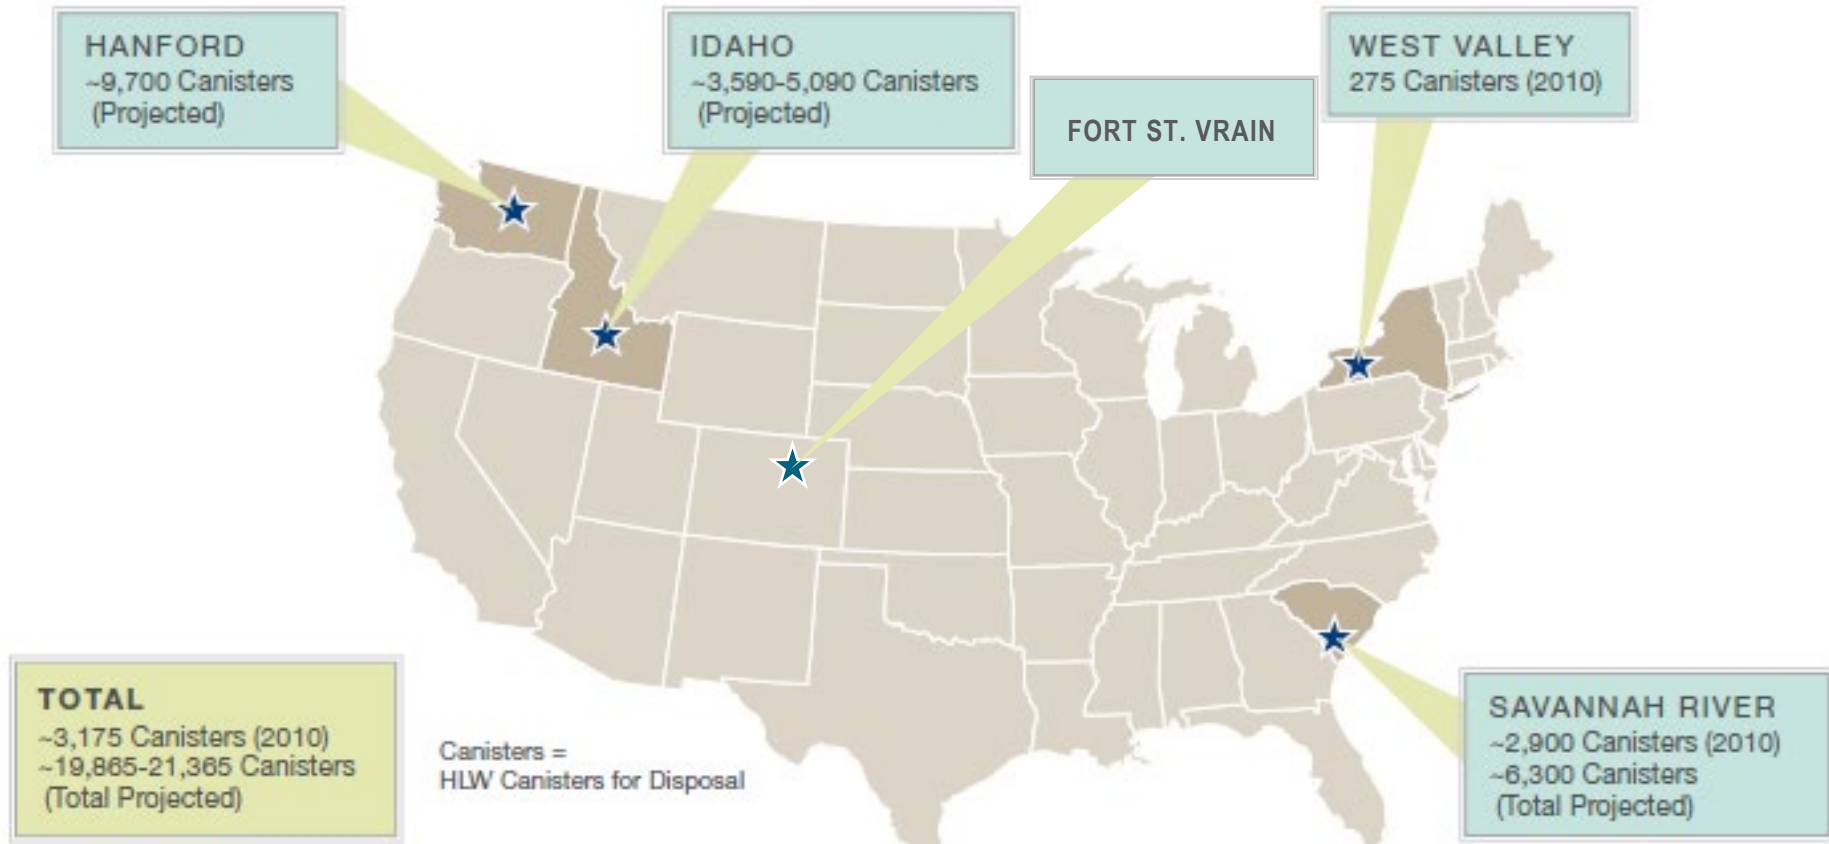 HANFORD
~9,700 Canisters
(Projected)
IDAHO
~3,590-5,090 Canisters
(Projected)
FORT ST. VRAIN
WEST VALLEY
275 Canisters (2010)
TOTAL
~3,175 Canisters (2010)
~19,865-21,365 Canisters
(Total Projected)
Canisters =
HLW Canisters for Disposal
SAVANNAH RIVER
~2,900 Canisters (2010)
~6,300 Canisters
(Total Projected)